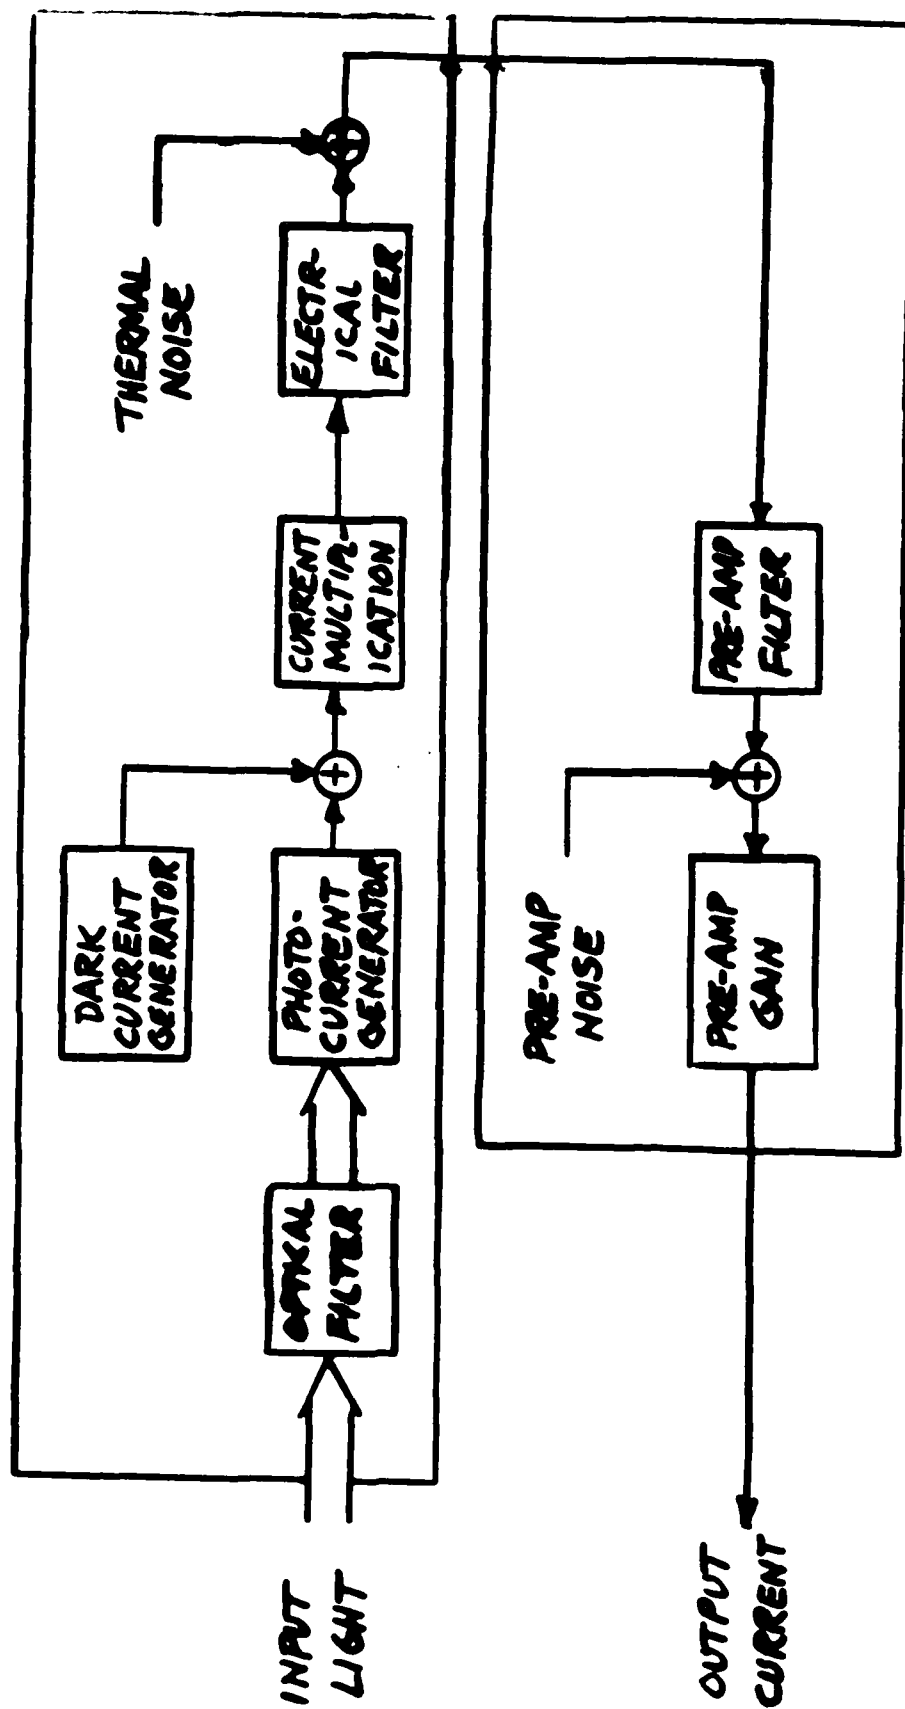 INPUT
LIGHT
OPTICAL
FILTER
DARK
CURRENT
GENERATOR
PHOTO-
CURRENT
GENERATOR
+
CURRENT
MULTIPL-
ICATION
ELECTR-
ICAL
FILTER
THERMAL
NOISE
+
PRE-AMP
FILTER
PRE-AMP
NOISE
+
PRE-AMP
GAIN
OUTPUT
CURRENT